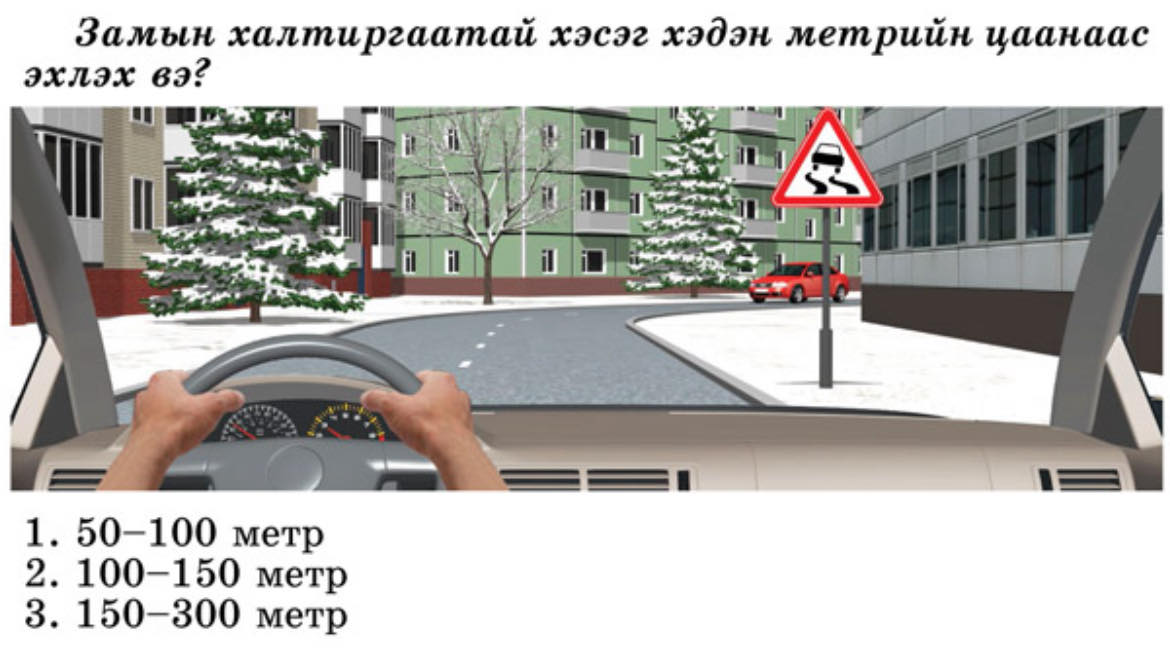 Замын халтиргаатай хэсэг хэдэн метрийн цаанаас
эхлэх вэ?
1. 50–100 метр
2. 100–150 метр
3. 150–300 метр